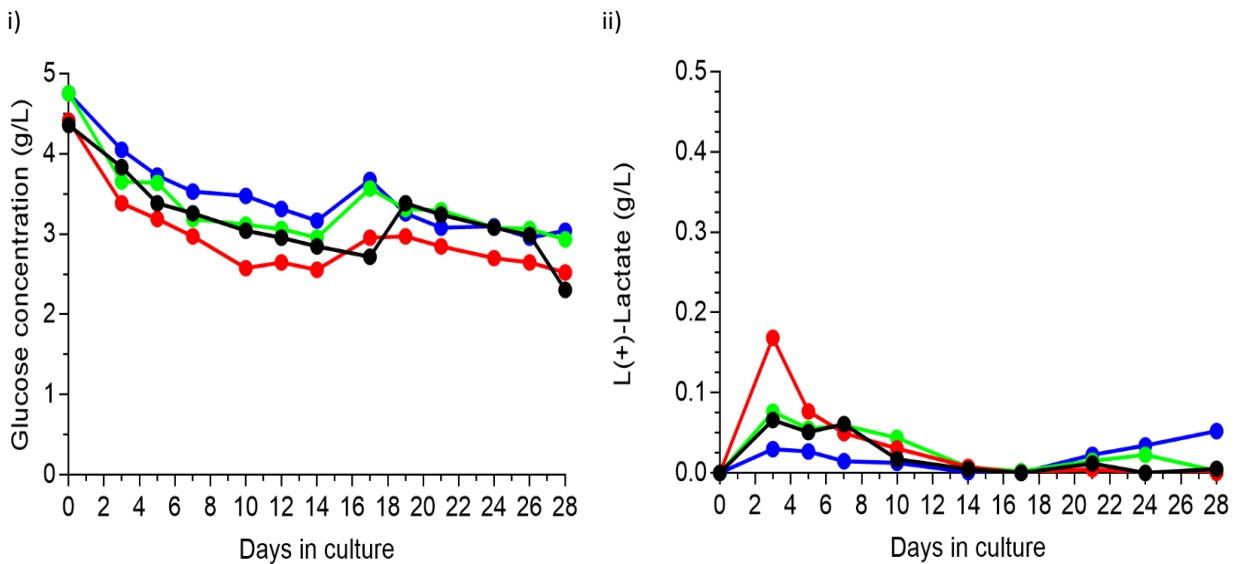 i)
ii)
Glucose concentration (g/L)
5
4
3
2
1
0
0 2 4 6 8 10 12 14 16 18 20 22 24 26 28
Days in culture
L(+)-Lactate (g/L)
0.5
0.4
0.3
0.2
0.1
0.0
0 2 4 6 8 10 12 14 16 18 20 22 24 26 28
Days in culture